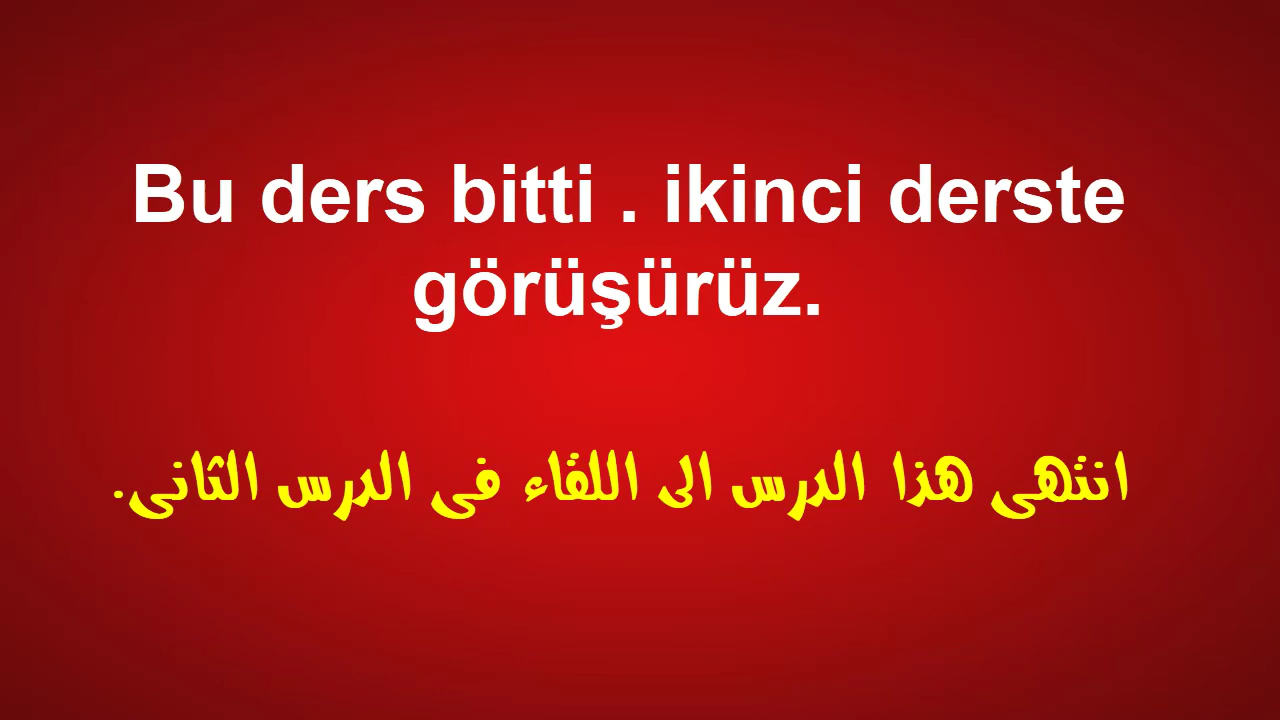 Bu ders bitti . ikinci derste
görüşürüz.
انتهى هذا الدرس الى اللقاء فى الدرس الثانى.